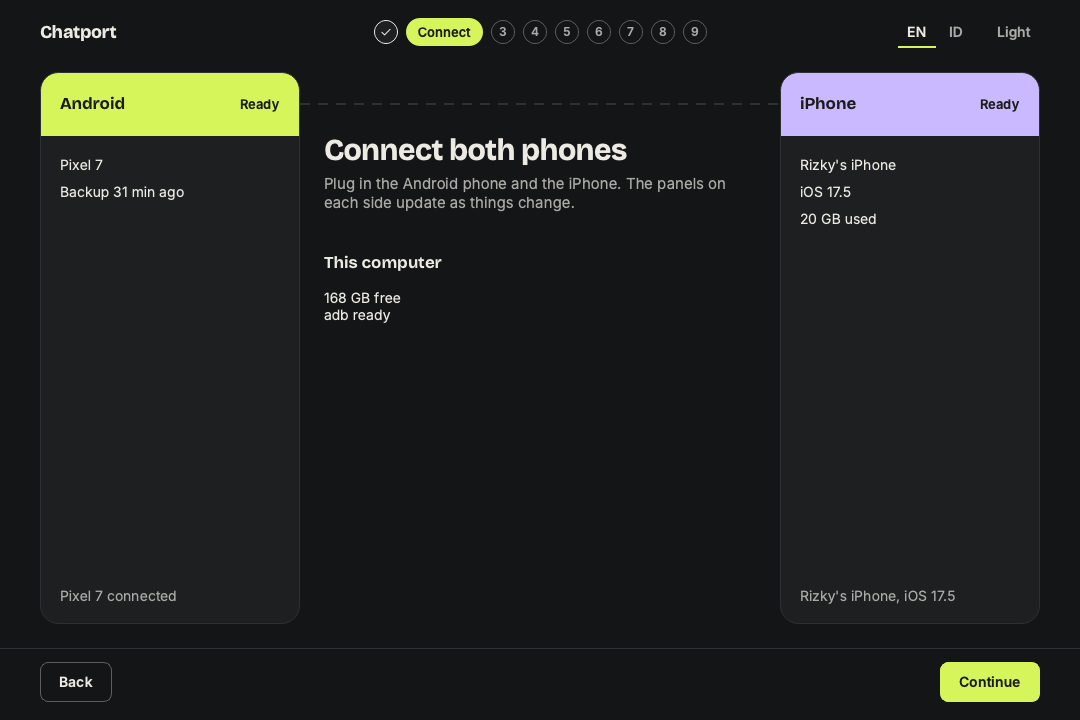 Chatport
Connect
3
4
5
6
7
8
9
EN
ID
Light
Android
Ready
Pixel 7
Backup 31 min ago
Pixel 7 connected
Connect both phones
Plug in the Android phone and the iPhone. The panels on
each side update as things change.
This computer
168 GB free
adb ready
iPhone
Ready
Rizky's iPhone
iOS 17.5
20 GB used
Rizky's iPhone, iOS 17.5
Back
Continue